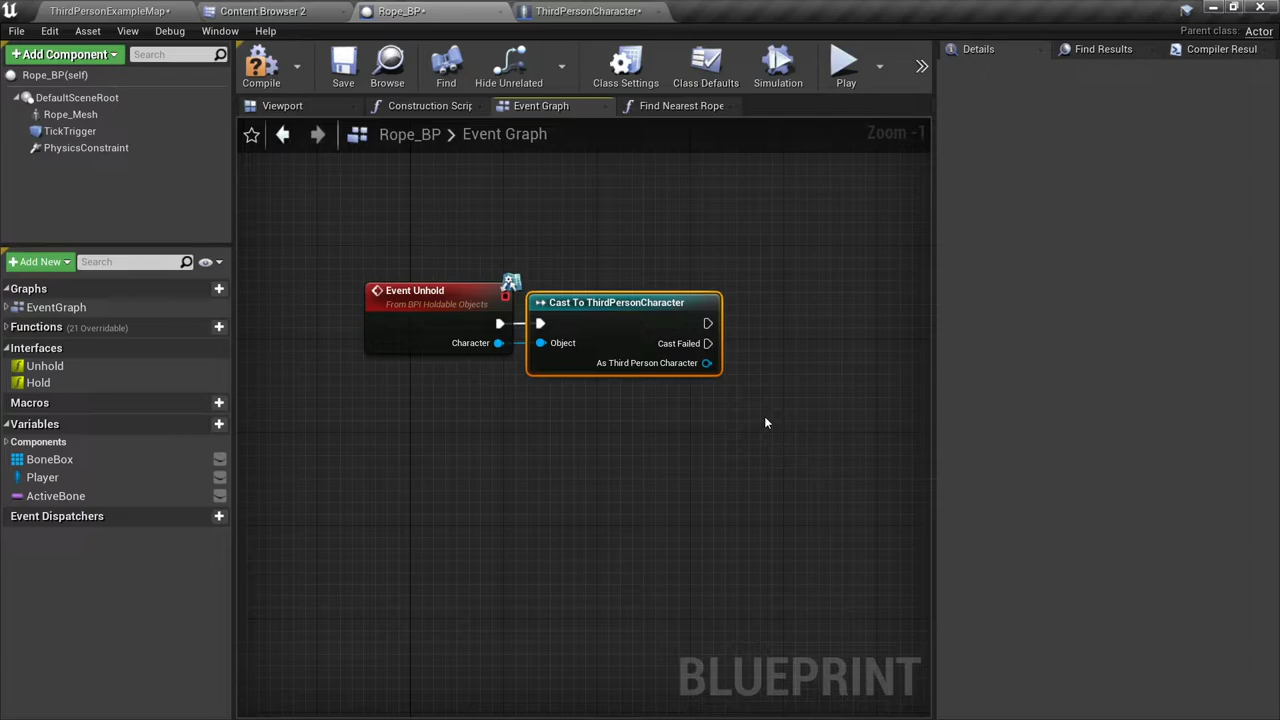 ThirdPersonExampleMap•
Content Browser 2
Rope_BP•
ThirdPersonCharacter•
File
Edit
Asset
View
Debug
Window
Help
Parent class: Actor
Add Component
Search
Rope_BP(self)
DefaultSceneRoot
Rope_Mesh
TickTrigger
PhysicsConstraint
Compile
Save
Browse
Find
Hide Unrelated
Class Settings
Class Defaults
Simulation
Play
Details
Find Results
Compiler Resul
Viewport
Construction Scrip
Event Graph
Find Nearest Rope
Rope_BP > Event Graph
Zoom -1
Add New
Search
Graphs
EventGraph
Functions (21 Overridable)
Interfaces
Unhold
Hold
Macros
Variables
Components
BoneBox
Player
ActiveBone
Event Dispatchers
Event Unhold
From BPI Holdable Objects
Character
Cast To ThirdPersonCharacter
Object
Cast Failed
As Third Person Character
BLUEPRINT